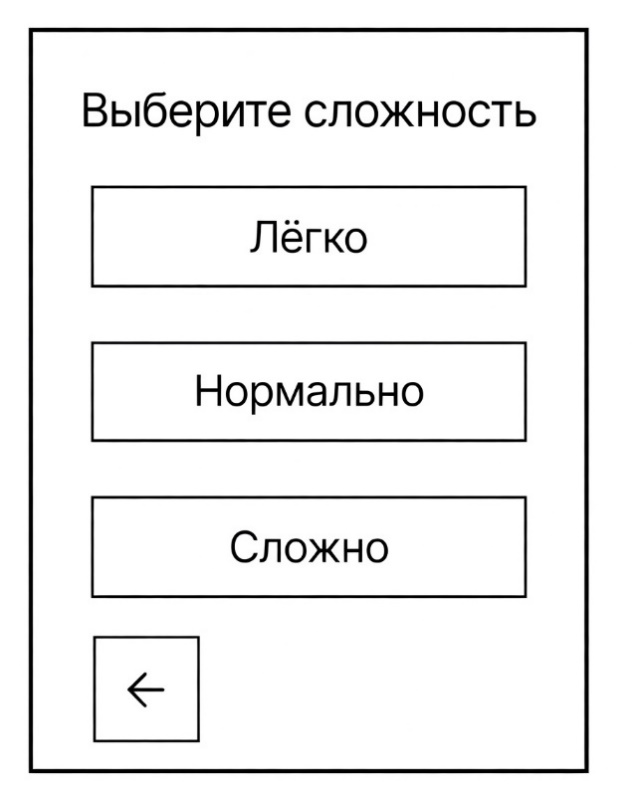 Выберите сложность
Лёгко
Нормально
Сложно
←